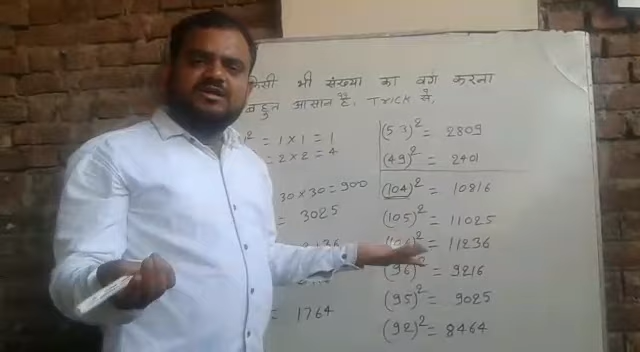 किसी भी संख्या का वर्ग करना
बहुत आसान है, TRICK से,
² = 1 × 1 = 1
= 2 × 2 = 4
30 × 30 = 900
= 3025
= 1764
(53)² = 2809
(49)² = 2401
(104)² = 10816
(105)² = 11025
(106)² = 11236
(96)² = 9216
(95)² = 9025
(92)² = 8464